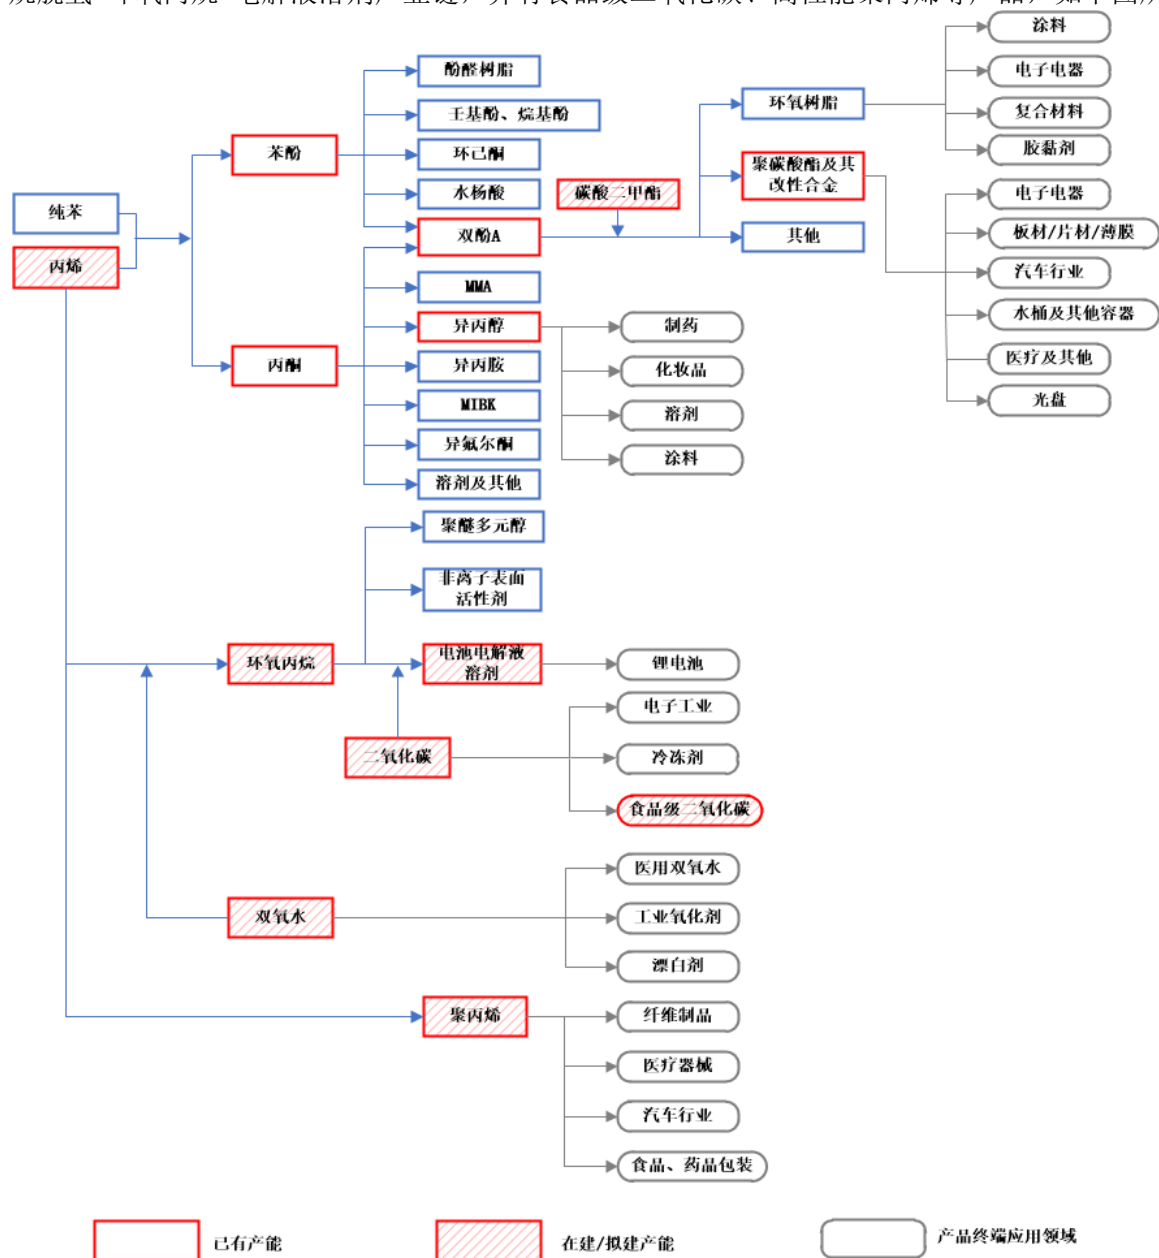 涂料
酚醛树脂
电子电器
环氧树脂
壬基酚、烷基酚
复合材料
苯酚
环己酮
胶黏剂
聚碳酸酯及其
改性合金
水杨酸
碳酸二甲酯
电子电器
纯苯
双酚A
其他
板材/片材/薄膜
丙烯
汽车行业
MMA
水桶及其他容器
异丙醇
制药
医疗及其他
丙酮
异丙胺
化妆品
光盘
MIBK
溶剂
异氟尔酮
涂料
溶剂及其他
聚醚多元醇
非离子表面
活性剂
环氧丙烷
电池电解液
溶剂
锂电池
电子工业
二氧化碳
冷冻剂
食品级二氧化碳
医用双氧水
双氧水
工业氧化剂
漂白剂
聚丙烯
纤维制品
医疗器械
汽车行业
食品、药品包装
已有产能
在建/拟建产能
产品终端应用领域